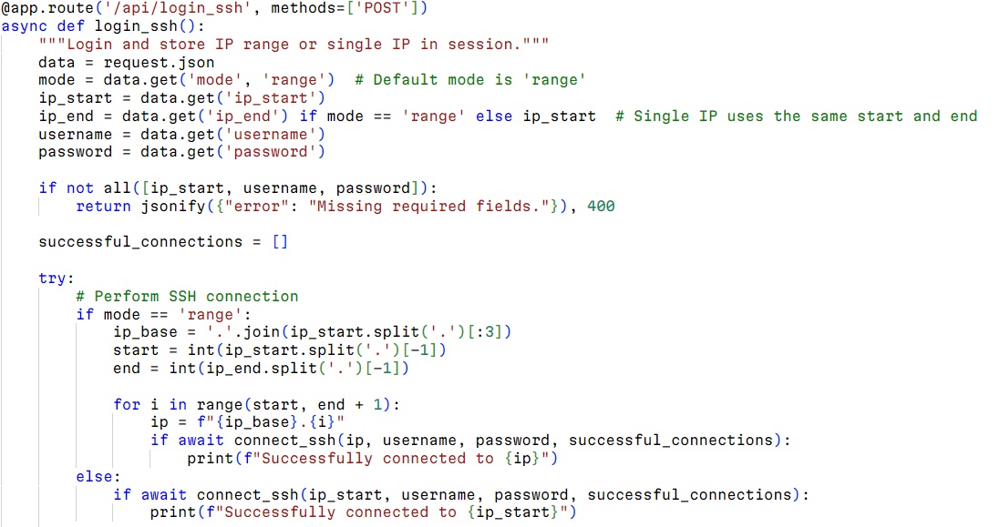 @app.route('/api/login_ssh', methods=['POST'])
async def login_ssh():
    """Login and store IP range or single IP in session."""
    data = request.json
    mode = data.get('mode', 'range')  # Default mode is 'range'
    ip_start = data.get('ip_start')
    ip_end = data.get('ip_end') if mode == 'range' else ip_start  # Single IP uses the same start and end
    username = data.get('username')
    password = data.get('password')

    if not all([ip_start, username, password]):
        return jsonify({"error": "Missing required fields."}), 400

    successful_connections = []

    try:
        # Perform SSH connection
        if mode == 'range':
            ip_base = '.'.join(ip_start.split('.')[:3])
            start = int(ip_start.split('.')[-1])
            end = int(ip_end.split('.')[-1])

            for i in range(start, end + 1):
                ip = f"{ip_base}.{i}"
                if await connect_ssh(ip, username, password, successful_connections):
                    print(f"Successfully connected to {ip}")
        else:
            if await connect_ssh(ip_start, username, password, successful_connections):
                print(f"Successfully connected to {ip_start}")